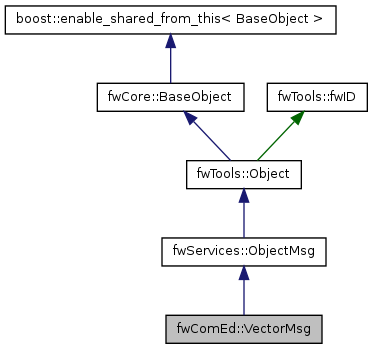 boost::enable_shared_from_this< BaseObject >
fwCore::BaseObject
fwTools::fwID
fwTools::Object
fwServices::ObjectMsg
fwComEd::VectorMsg